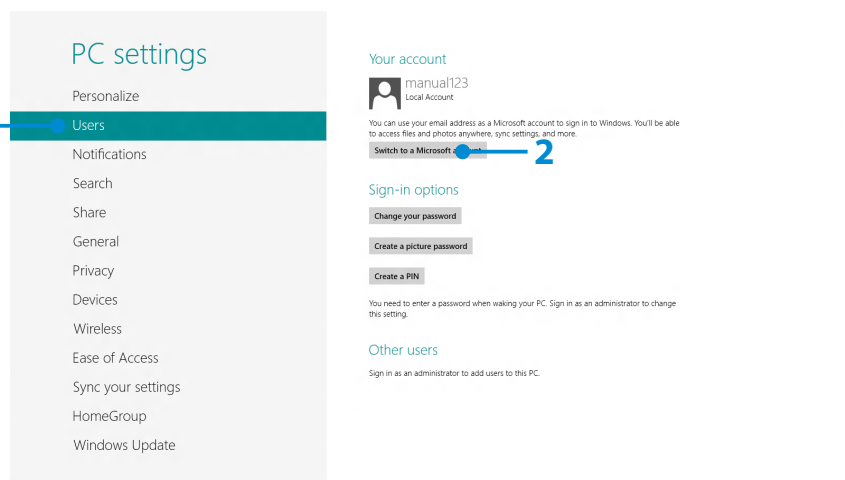 PC settings
Personalize
Users
Notifications
Search
Share
General
Privacy
Devices
Wireless
Ease of Access
Sync your settings
HomeGroup
Windows Update
Your account
manual123
Local Account
You can use your email address as a Microsoft account to sign in to Windows. You'll be able
to access files and photos anywhere, sync settings, and more.
Switch to a Microsoft account
2
Sign-in options
Change your password
Create a picture password
Create a PIN
You need to enter a password when waking your PC. Sign in as an administrator to change
this setting.
Other users
Sign in as an administrator to add users to this PC.